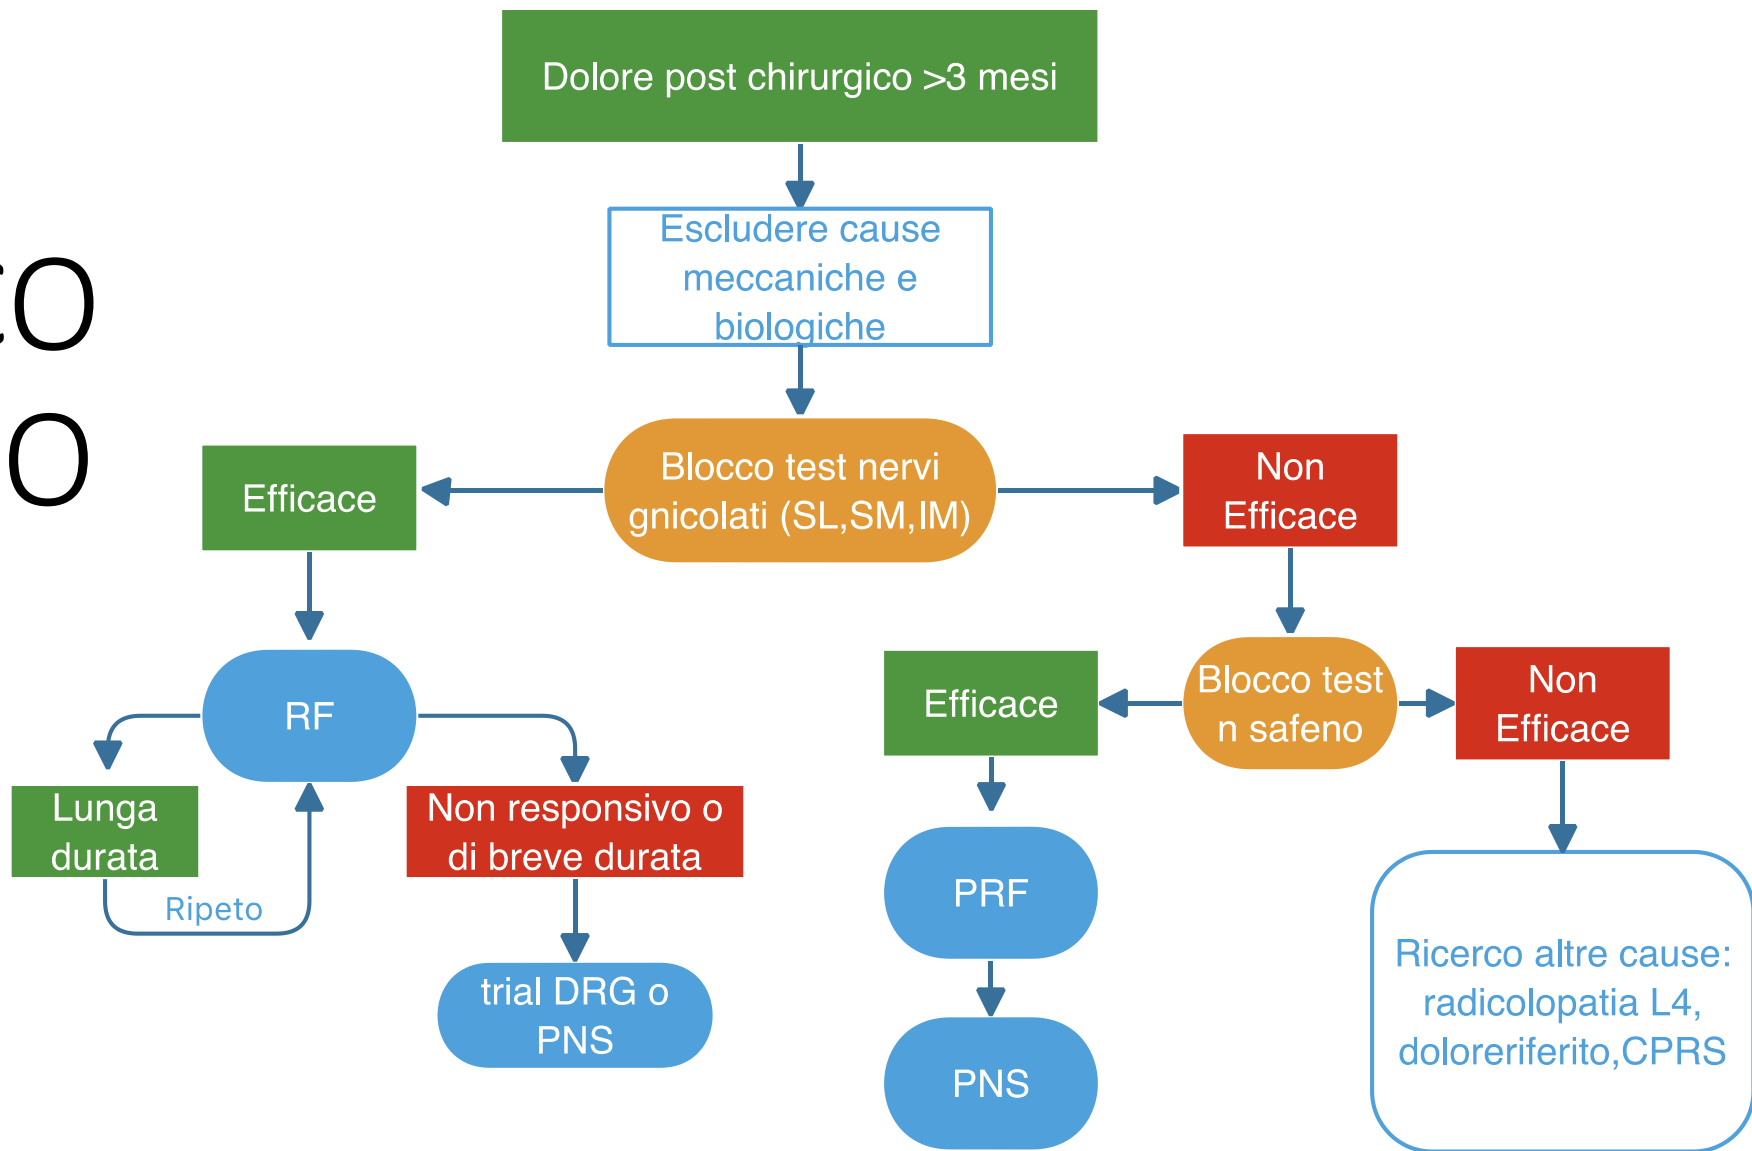 Dolore post chirurgico >3 mesi
Escludere cause
meccaniche e
biologiche
Blocco test nervi
gnicolati (SL,SM,IM)
Efficace
Non
Efficace
RF
Lunga
durata
Ripeto
Non responsivo o
di breve durata
trial DRG o
PNS
Blocco test
n safeno
Efficace
Non
Efficace
PRF
PNS
Ricerco altre cause:
radicolopatia L4,
doloreriferito,CPRS